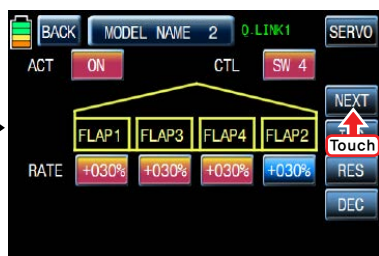 BACK MODEL NAME 2 Q.LINK1 SERVO
ACT ON CTL SW 4
NEXT
FLAP1 FLAP3 FLAP4 FLAP2
Touch
RATE +030% +030% +030% +030% RES
DEC